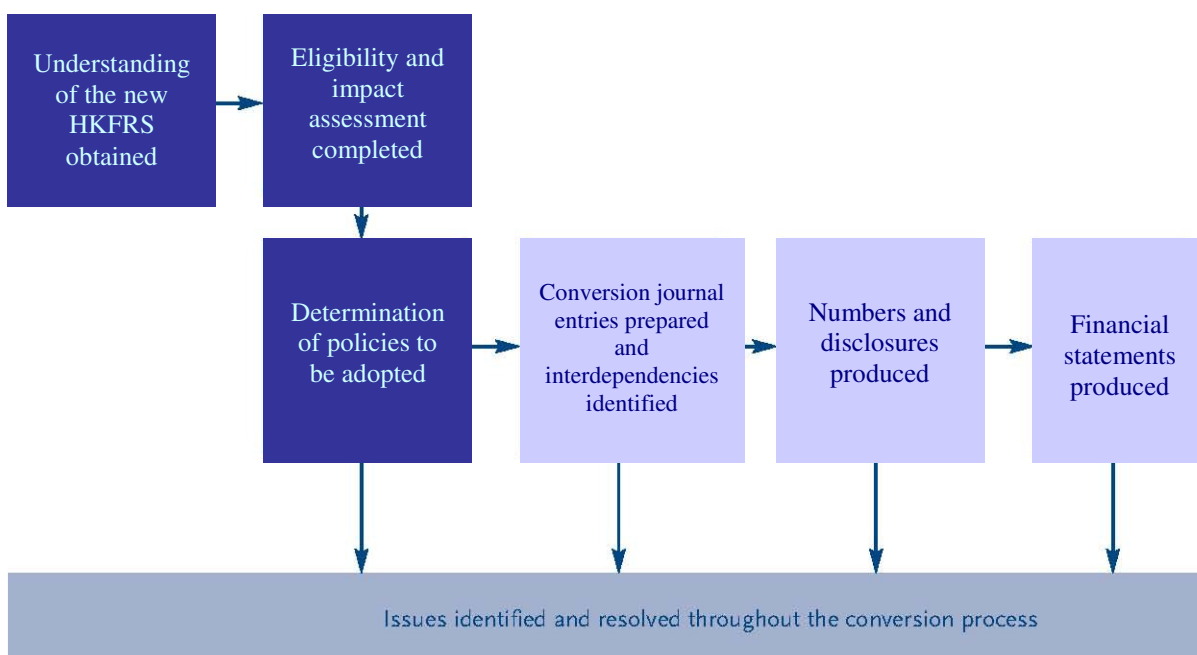 Understanding
of the new
HKFRS
obtained
Eligibility and
impact
assessment
completed
Determination
of policies to
be adopted
Conversion journal
entries prepared
and
interdependencies
identified
Numbers and
disclosures
produced
Financial
statements
produced
Issues identified and resolved throughout the conversion process